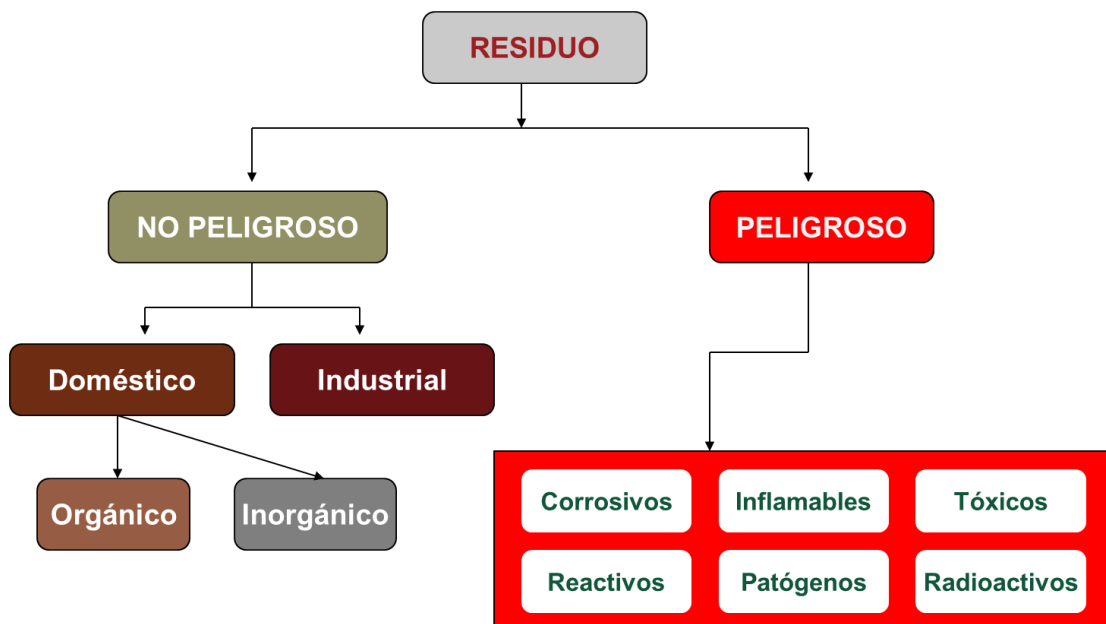 RESIDUO
NO PELIGROSO
PELIGROSO
Doméstico
Industrial
Orgánico
Inorgánico
Corrosivos
Inflamables
Tóxicos
Reactivos
Patógenos
Radioactivos